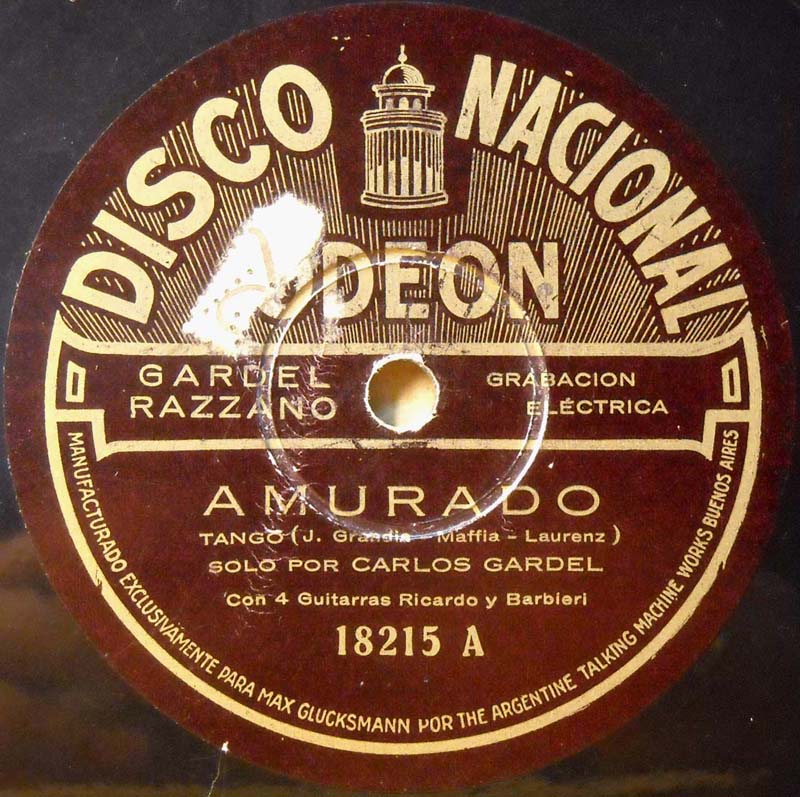 DISCO NACIONAL
ODEON
GARDEL
RAZZANO
GRABACION
ELÉCTRICA
AMURADO
TANGO (J. Grandis - Maffia - Laurenz)
SOLO POR CARLOS GARDEL
Con 4 Guitarras Ricardo y Barbieri
18215 A
MANUFACTURADO EXCLUSIVAMENTE PARA MAX GLUCKSMANN POR THE ARGENTINE TALKING MACHINE WORKS BUENOS AIRES